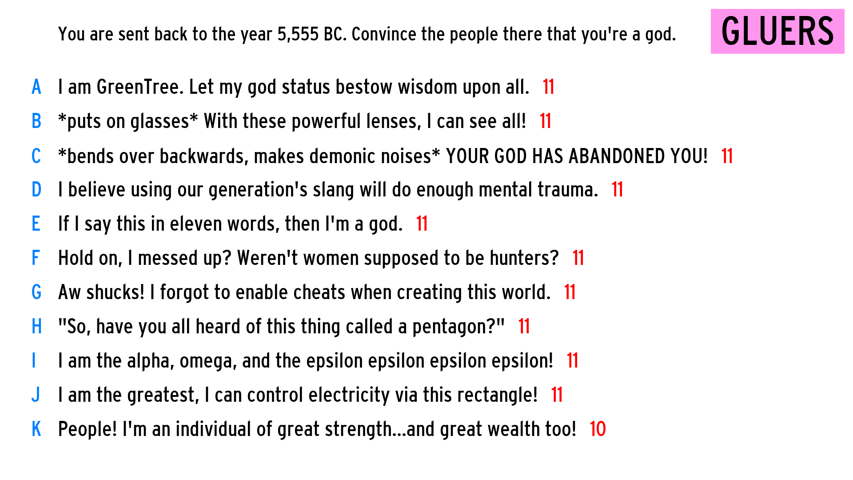 You are sent back to the year 5,555 BC. Convince the people there that you're a god. GLUERS
A I am GreenTree. Let my god status bestow wisdom upon all. 11
B *puts on glasses* With these powerful lenses, I can see all! 11
C *bends over backwards, makes demonic noises* YOUR GOD HAS ABANDONED YOU! 11
D I believe using our generation's slang will do enough mental trauma. 11
E If I say this in eleven words, then I'm a god. 11
F Hold on, I messed up? Weren't women supposed to be hunters? 11
G Aw shucks! I forgot to enable cheats when creating this world. 11
H "So, have you all heard of this thing called a pentagon?" 11
I I am the alpha, omega, and the epsilon epsilon epsilon epsilon! 11
J I am the greatest, I can control electricity via this rectangle! 11
K People! I'm an individual of great strength...and great wealth too! 10